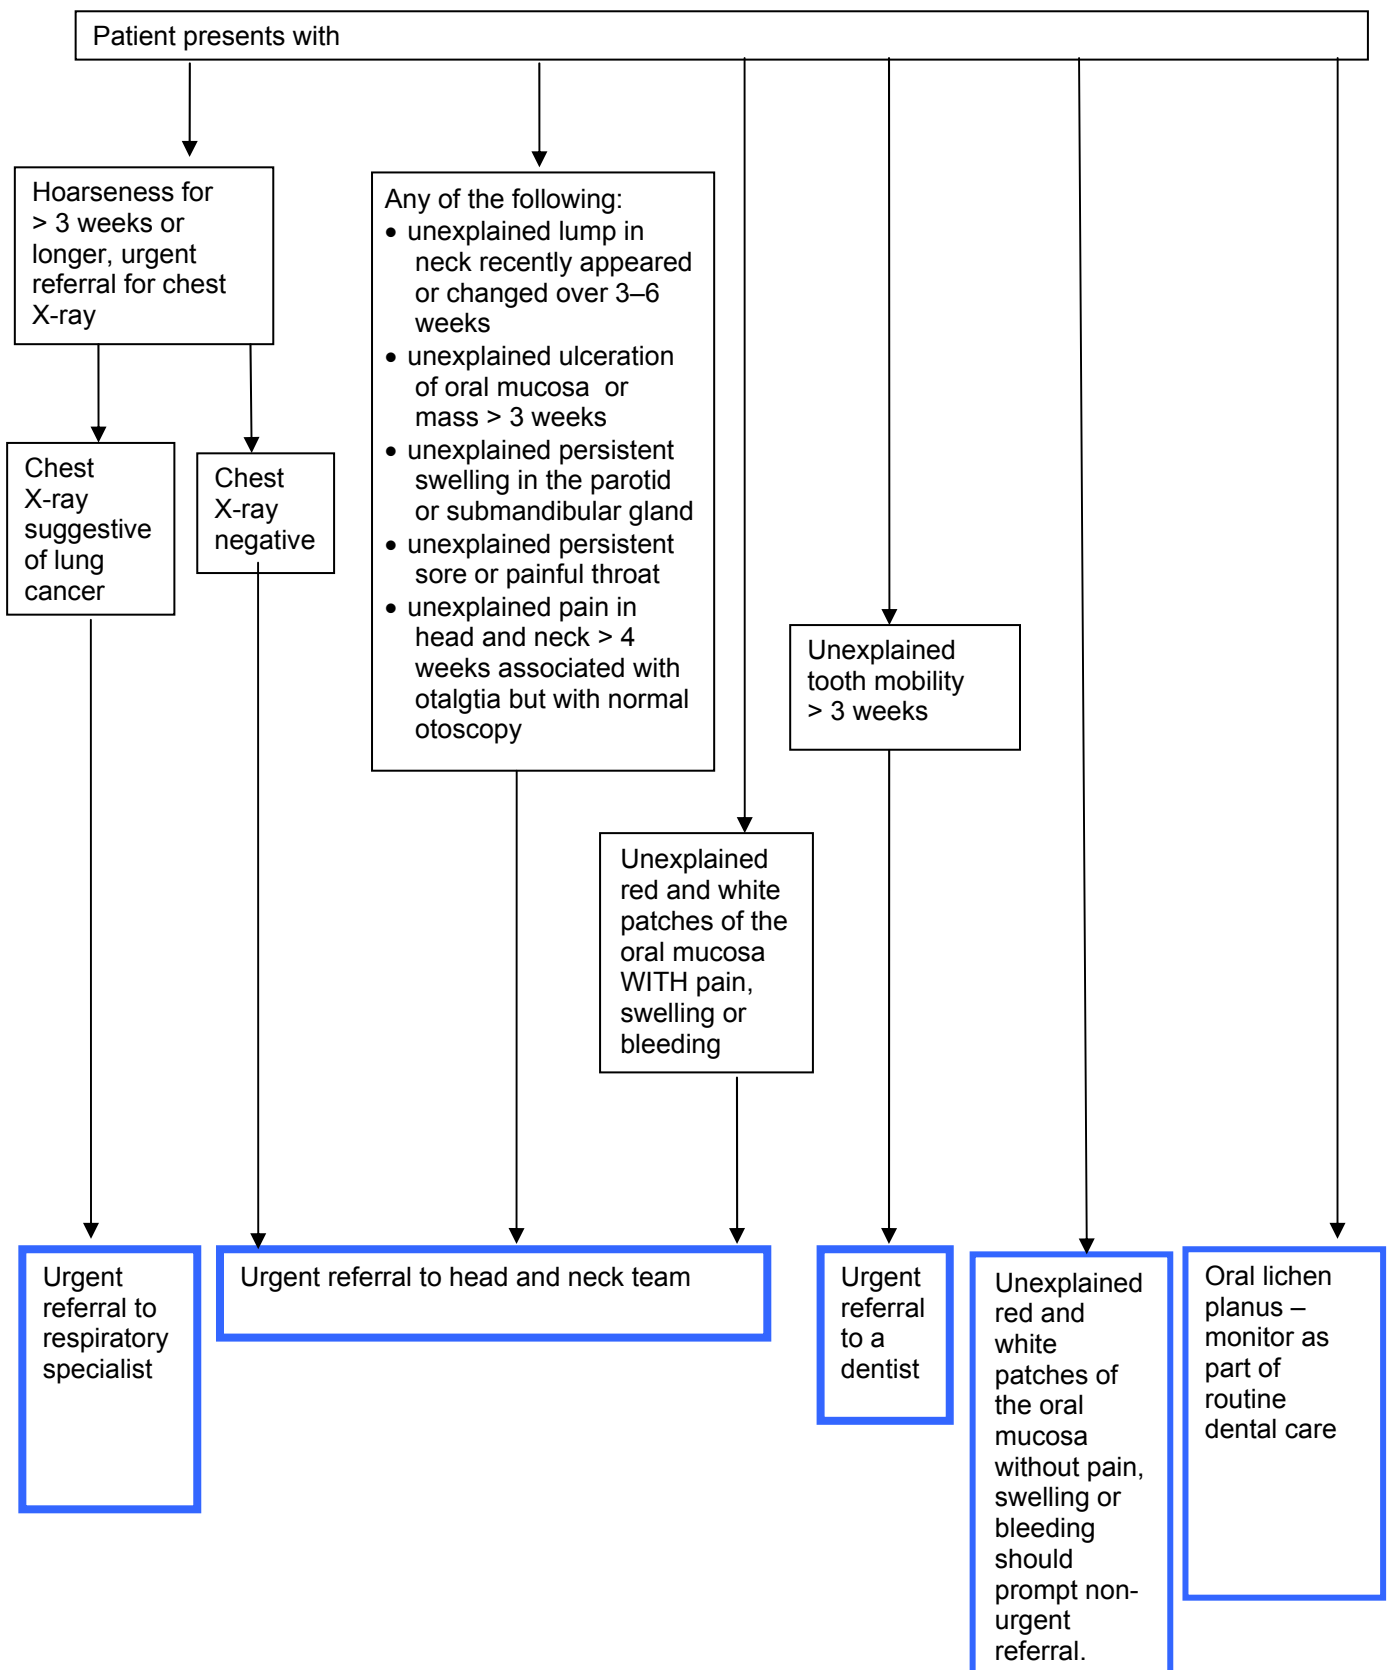 Patient presents with
Hoarseness for
> 3 weeks or
longer, urgent
referral for chest
X-ray
Any of the following:
• unexplained lump in
neck recently appeared
or changed over 3–6
weeks
• unexplained ulceration
of oral mucosa or
mass > 3 weeks
• unexplained persistent
swelling in the parotid
or submandibular gland
• unexplained persistent
sore or painful throat
• unexplained pain in
head and neck > 4
weeks associated with
otalgtia but with normal
otoscopy
Chest
X-ray
suggestive
of lung
cancer
Chest
X-ray
negative
Unexplained
tooth mobility
> 3 weeks
Unexplained
red and white
patches of the
oral mucosa
WITH pain,
swelling or
bleeding
Urgent
referral to
respiratory
specialist
Urgent referral to head and neck team
Urgent
referral
to a
dentist
Unexplained
red and
white
patches of
the oral
mucosa
without pain,
swelling or
bleeding
should
prompt non-
urgent
referral.
Oral lichen
planus –
monitor as
part of
routine
dental care